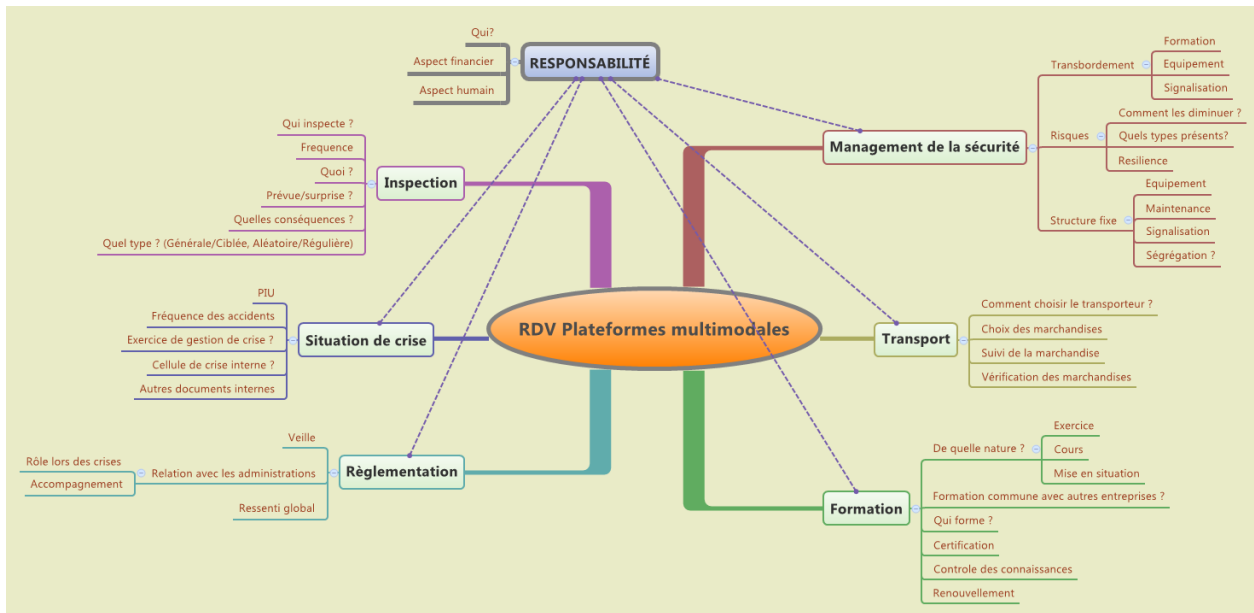 RDV Plateformes multimodales
RESPONSABILITÉ
Qui?
Aspect financier
Aspect humain
Inspection
Qui inspecte ?
Frequence
Quoi ?
Prévue/surprise ?
Quelles conséquences ?
Quel type ? (Générale/Ciblée, Aléatoire/Régulière)
Situation de crise
PIU
Fréquence des accidents
Exercice de gestion de crise ?
Cellule de crise interne ?
Autres documents internes
Règlementation
Veille
Relation avec les administrations
Rôle lors des crises
Accompagnement
Ressenti global
Management de la sécurité
Transbordement
Formation
Equipement
Signalisation
Risques
Comment les diminuer ?
Quels types présents?
Resilience
Structure fixe
Equipement
Maintenance
Signalisation
Ségrégation ?
Transport
Comment choisir le transporteur ?
Choix des marchandises
Suivi de la marchandise
Vérification des marchandises
Formation
De quelle nature ?
Exercice
Cours
Mise en situation
Formation commune avec autres entreprises ?
Qui forme ?
Certification
Controle des connaissances
Renouvellement